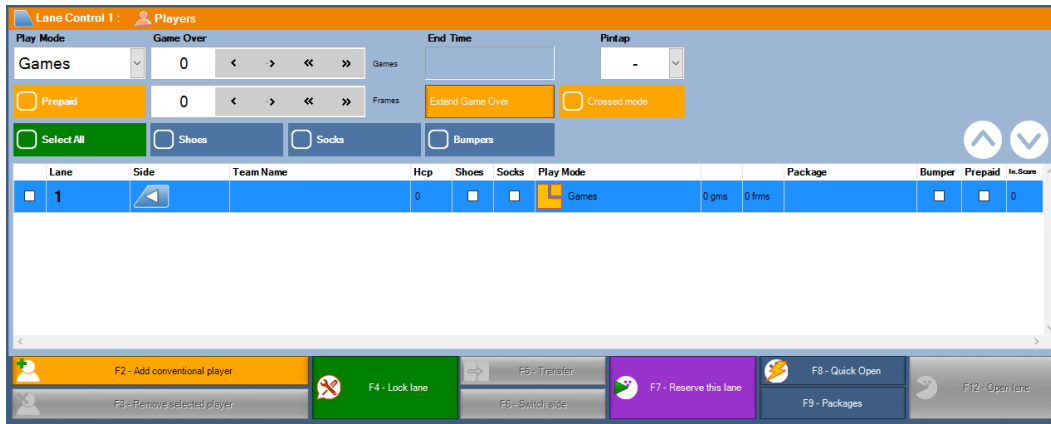 Lane Control 1 : Players
Play Mode Game Over End Time Pintap
Games 0 < > « » Games -
Prepaid 0 < > « » Frames Extend Game Over Crossed mode
Select All Shoes Socks Bumpers
Lane Side Team Name Hcp Shoes Socks Play Mode Package Bumper Prepaid In.Score
1 0 Games 0 gms 0 frms 0
F2 - Add conventional player
F3 - Remove selected player
F4 - Lock lane
F5 - Transfer
F6 - Switch side
F7 - Reserve this lane
F8 - Quick Open
F9 - Packages
F12 - Open lane